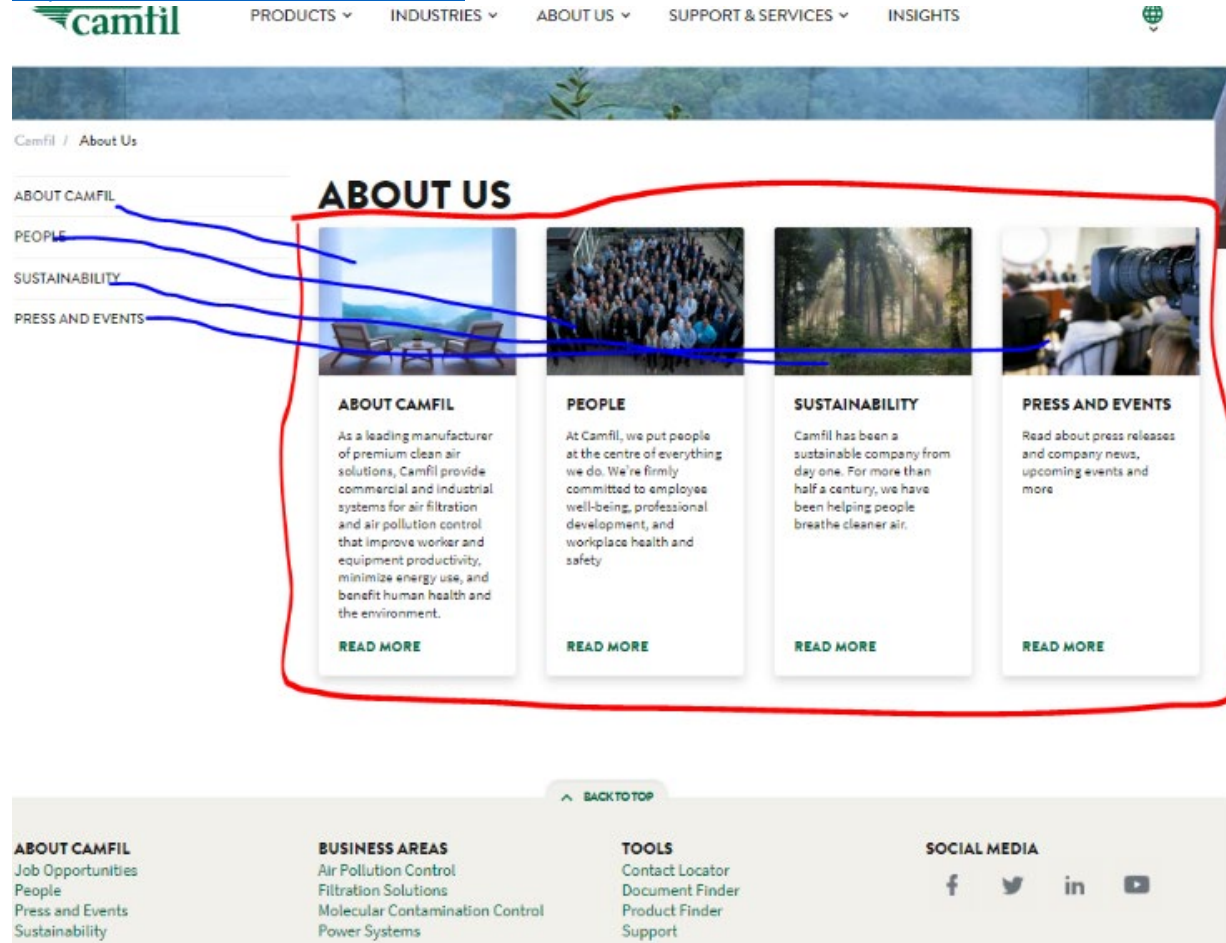 camfil
PRODUCTS INDUSTRIES ABOUT US SUPPORT & SERVICES INSIGHTS
Camfil / About Us
ABOUT CAMFIL
PEOPLE
SUSTAINABILITY
PRESS AND EVENTS
ABOUT US
ABOUT CAMFIL
As a leading manufacturer
of premium clean air
solutions, Camfil provide
commercial and industrial
systems for air filtration
and air pollution control
that improve worker and
equipment productivity,
minimize energy use, and
benefit human health and
the environment.
READ MORE
PEOPLE
At Camfil, we put people
at the centre of everything
we do. We're firmly
committed to employee
well-being, professional
development, and
workplace health and
safety
READ MORE
SUSTAINABILITY
Camfil has been a
sustainable company from
day one. For more than
half a century, we have
been helping people
breathe cleaner air.
READ MORE
PRESS AND EVENTS
Read about press releases
and company news,
upcoming events and
more
READ MORE
BACK TO TOP
ABOUT CAMFIL
Job Opportunities
People
Press and Events
Sustainability
BUSINESS AREAS
Air Pollution Control
Filtration Solutions
Molecular Contamination Control
Power Systems
TOOLS
Contact Locator
Document Finder
Product Finder
Support
SOCIAL MEDIA